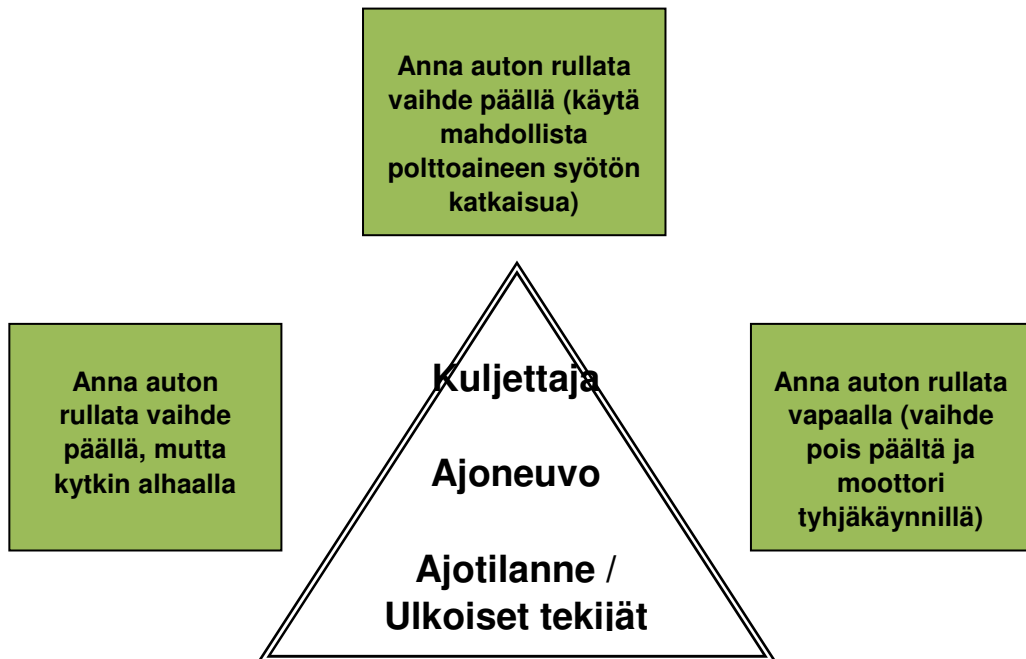 Anna auton rullata
vaihde päällä (käytä
mahdollista
polttoaineen syötön
katkaisua)
Anna auton
rullata vaihde
päällä, mutta
kytkin alhaalla
Kuljettaja
Ajoneuvo
Ajotilanne /
Ulkoiset tekijät
Anna auton rullata
vapaalla (vaihde
pois päältä ja
moottori
tyhjäkäynnillä)